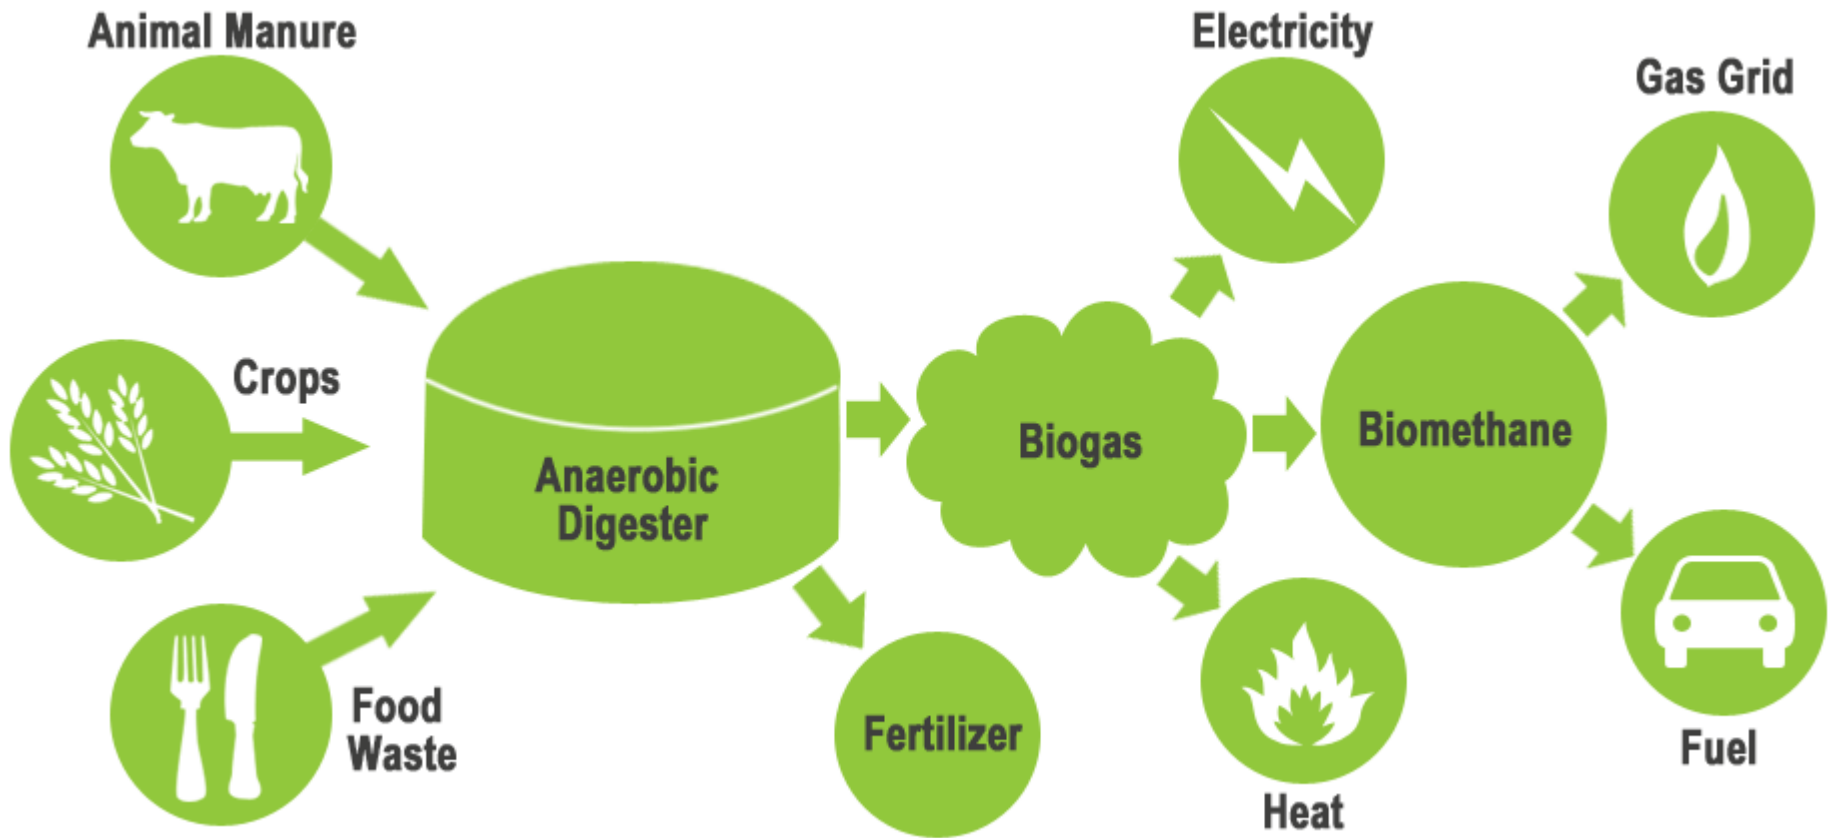 Animal Manure
Crops
Food
Waste
Anaerobic
Digester
Fertilizer
Biogas
Electricity
Heat
Biomethane
Gas Grid
Fuel